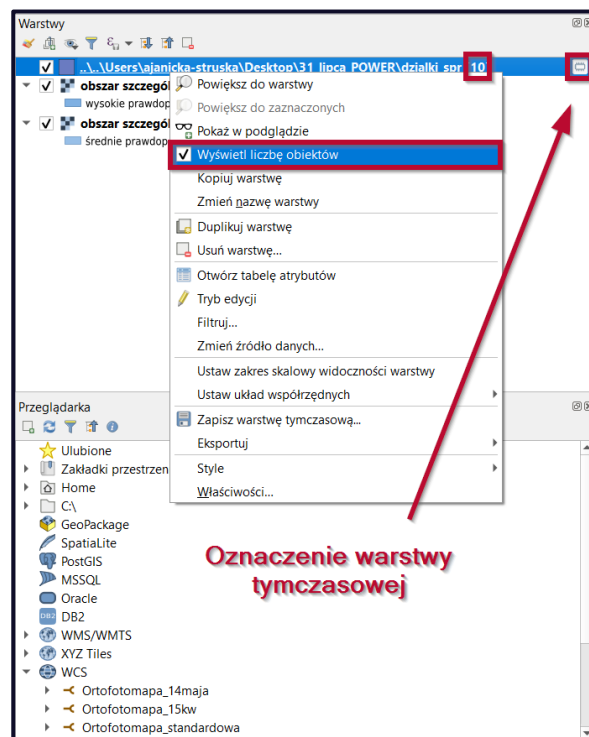 Warstwy
..\..\Users\ajanicka-struska\Desktop\31 lipca POWER\dzialki_spr 10
obszar szczegól
wysokie prawdop
obszar szczegól
średnie prawdop
Powiększ do warstwy
Powiększ do zaznaczonych
Pokaż w podglądzie
Wyświetl liczbę obiektów
Kopiuj warstwę
Zmień nazwę warstwy
Duplikuj warstwę
Usuń warstwę...
Otwórz tabelę atrybutów
Tryb edycji
Filtruj...
Zmień źródło danych...
Ustaw zakres skalowy widoczności warstwy
Ustaw układ współrzędnych
Zapisz warstwę tymczasową...
Eksportuj
Style
Właściwości...
Przeglądarka
Ulubione
Zakładki przestrzen
Home
C:\
GeoPackage
SpatiaLite
PostGIS
MSSQL
Oracle
DB2 DB2
WMS/WMTS
XYZ Tiles
WCS
Ortofotomapa_14maja
Ortofotomapa_15kw
Ortofotomapa_standardowa
Oznaczenie warstwy
tymczasowej